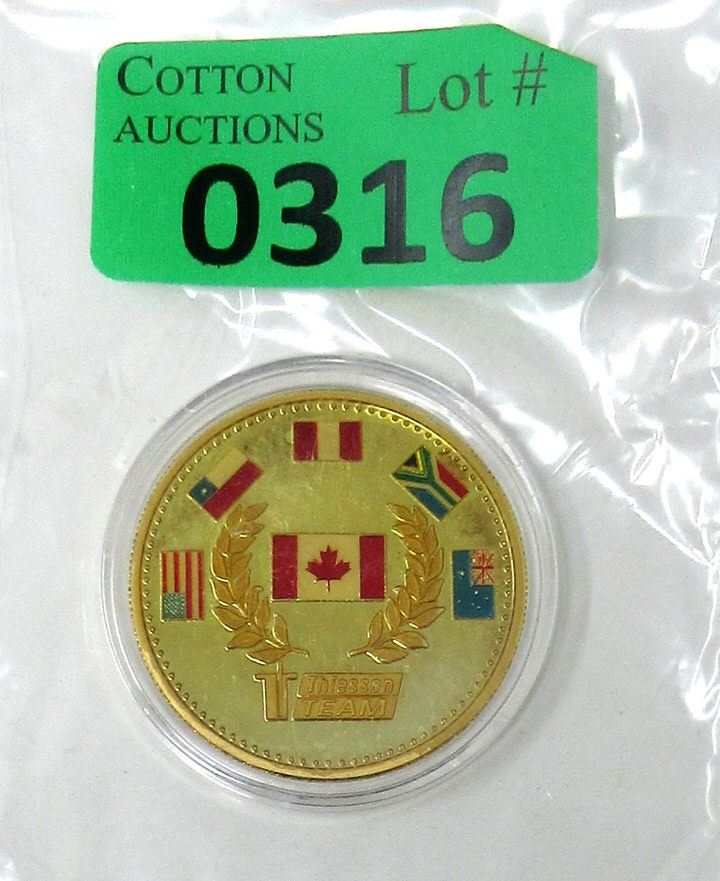 COTTON
AUCTIONS
Lot #
0316
Thiessen
TEAM